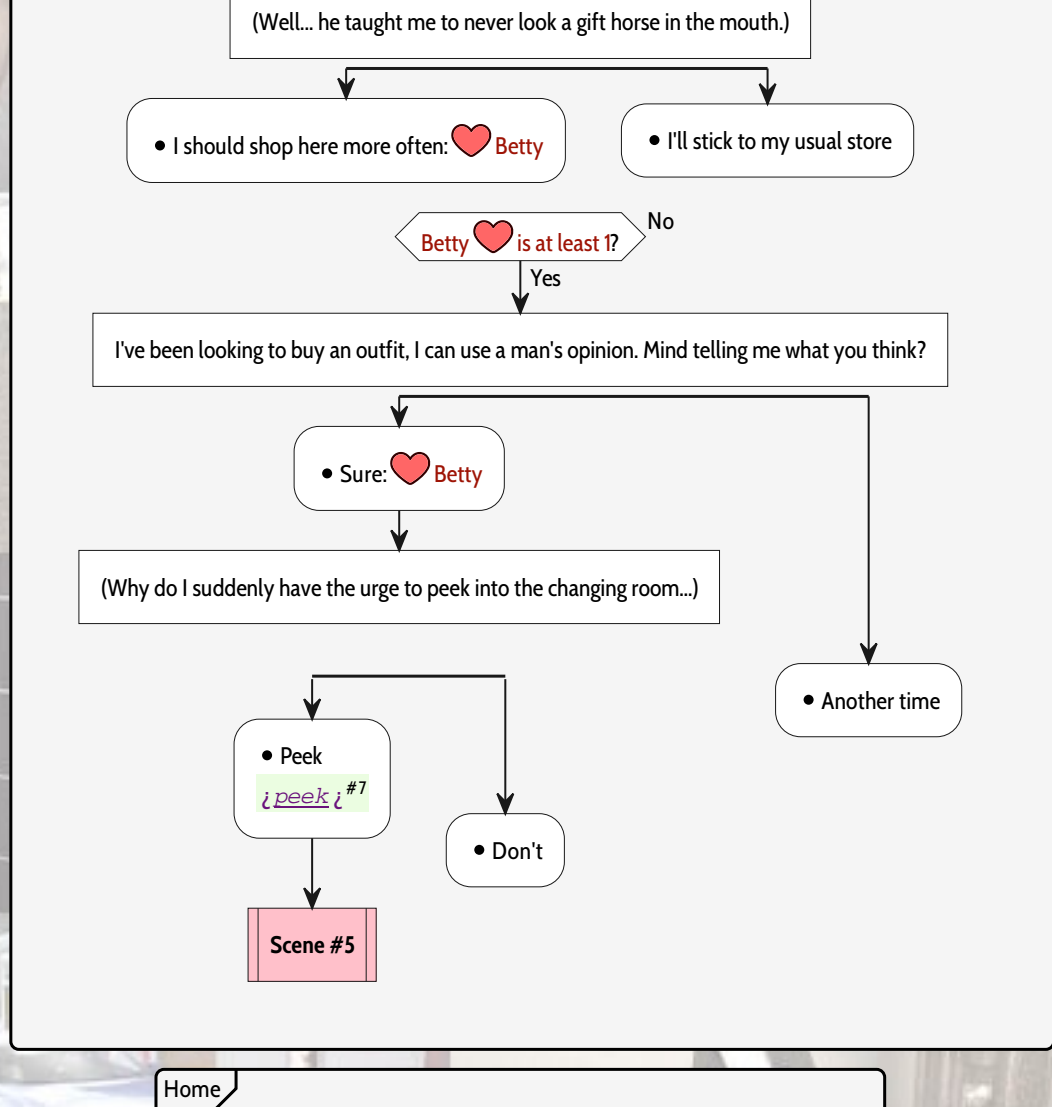 (Well... he taught me to never look a gift horse in the mouth.)
• I should shop here more often: Betty
• I'll stick to my usual store
Betty is at least 1?
No
Yes
I've been looking to buy an outfit, I can use a man's opinion. Mind telling me what you think?
• Sure: Betty
(Why do I suddenly have the urge to peek into the changing room...)
• Another time
• Peek
¿peek¿#7
• Don't
Scene #5
Home